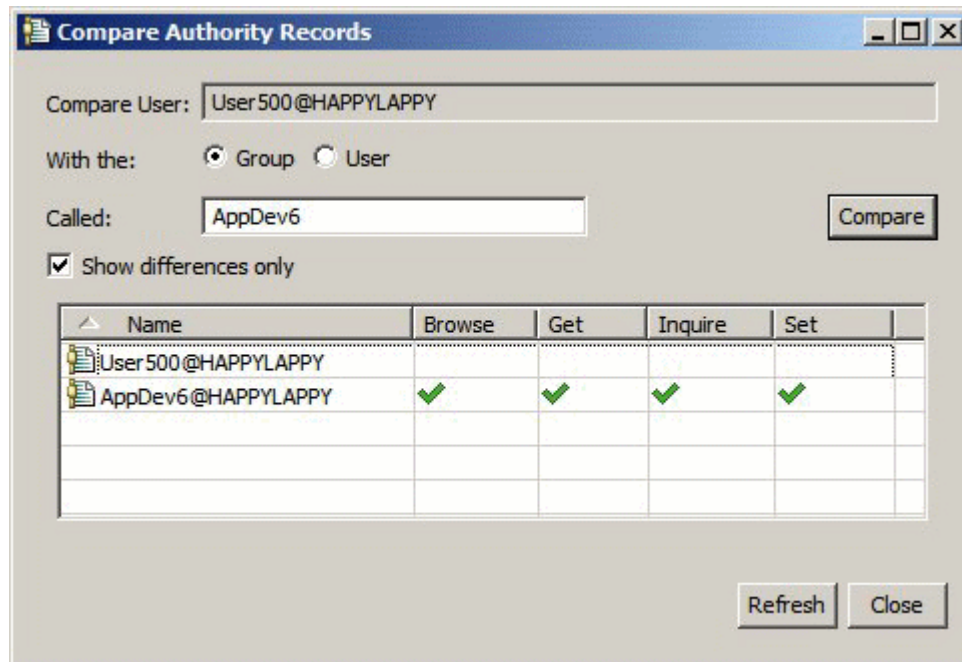 Compare Authority Records
Compare User: User500@HAPPYLAPPY
With the: Group User
Called: AppDev6 Compare
Show differences only
Name Browse Get Inquire Set
User500@HAPPYLAPPY
AppDev6@HAPPYLAPPY
Refresh Close